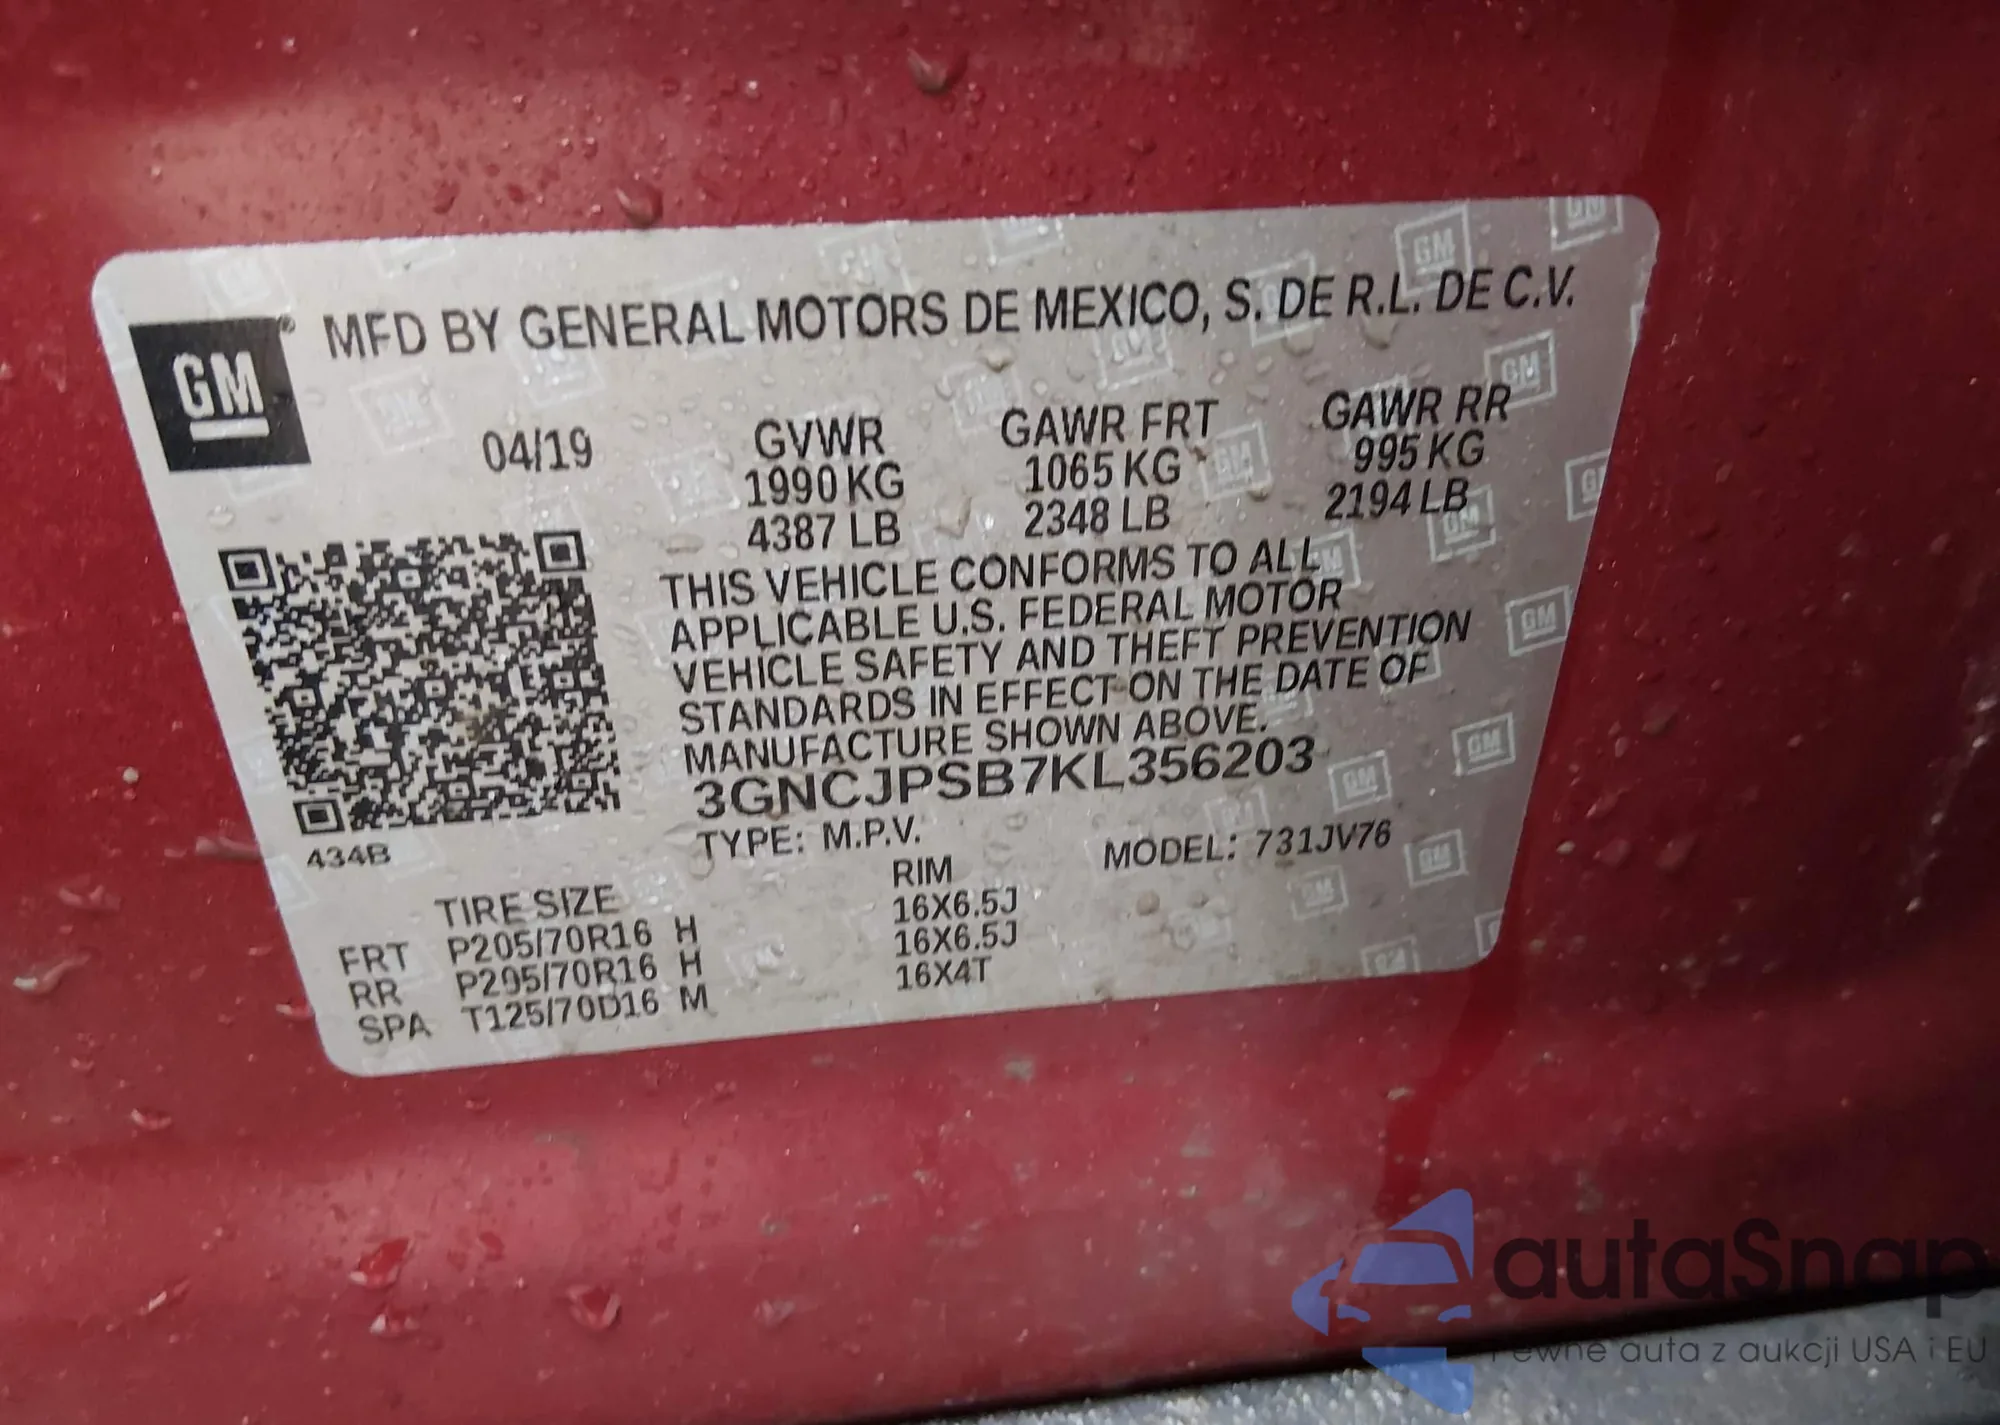 GM® MFD BY GENERAL MOTORS DE MEXICO, S. DE R.L. DE C.V.
04/19 GVWR GAWR FRT GAWR RR
1990 KG 1065 KG 995 KG
4387 LB 2348 LB 2194 LB
THIS VEHICLE CONFORMS TO ALL
APPLICABLE U.S. FEDERAL MOTOR
VEHICLE SAFETY AND THEFT PREVENTION
STANDARDS IN EFFECT ON THE DATE OF
MANUFACTURE SHOWN ABOVE.
3GNCJPSB7KL356203
434B TYPE: M.P.V. MODEL: 731JV76
TIRE SIZE RIM
FRT P205/70R16 H 16X6.5J
RR P205/70R16 H 16X6.5J
SPA T125/70D16 M 16X4T
autaSnap
Pewne auta z aukcji USA i EU